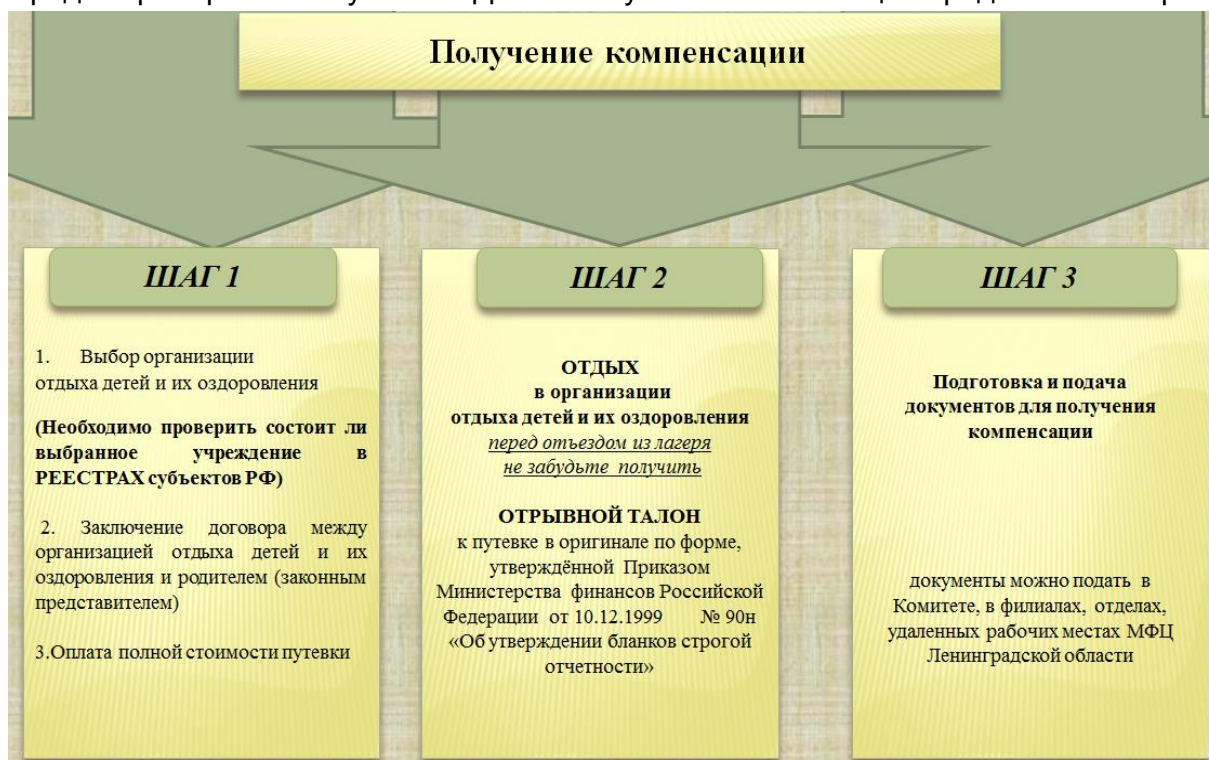 Получение компенсации
ШАГ 1
1. Выбор организации
отдыха детей и их оздоровления
(Необходимо проверить состоит ли
выбранное учреждение в
РЕЕСТРАХ субъектов РФ)
2. Заключение договора между
организацией отдыха детей и их
оздоровления и родителем (законным
представителем)
3.Оплата полной стоимости путевки
ШАГ 2
ОТДЫХ
в организации
отдыха детей и их оздоровления
перед отъездом из лагеря
не забудьте получить
ОТРЫВНОЙ ТАЛОН
к путевке в оригинале по форме,
утверждённой Приказом
Министерства финансов Российской
Федерации от 10.12.1999 № 90н
«Об утверждении бланков строгой
отчетности»
ШАГ 3
Подготовка и подача
документов для получения
компенсации
документы можно подать в
Комитете, в филиалах, отделах,
удаленных рабочих местах МФЦ
Ленинградской области